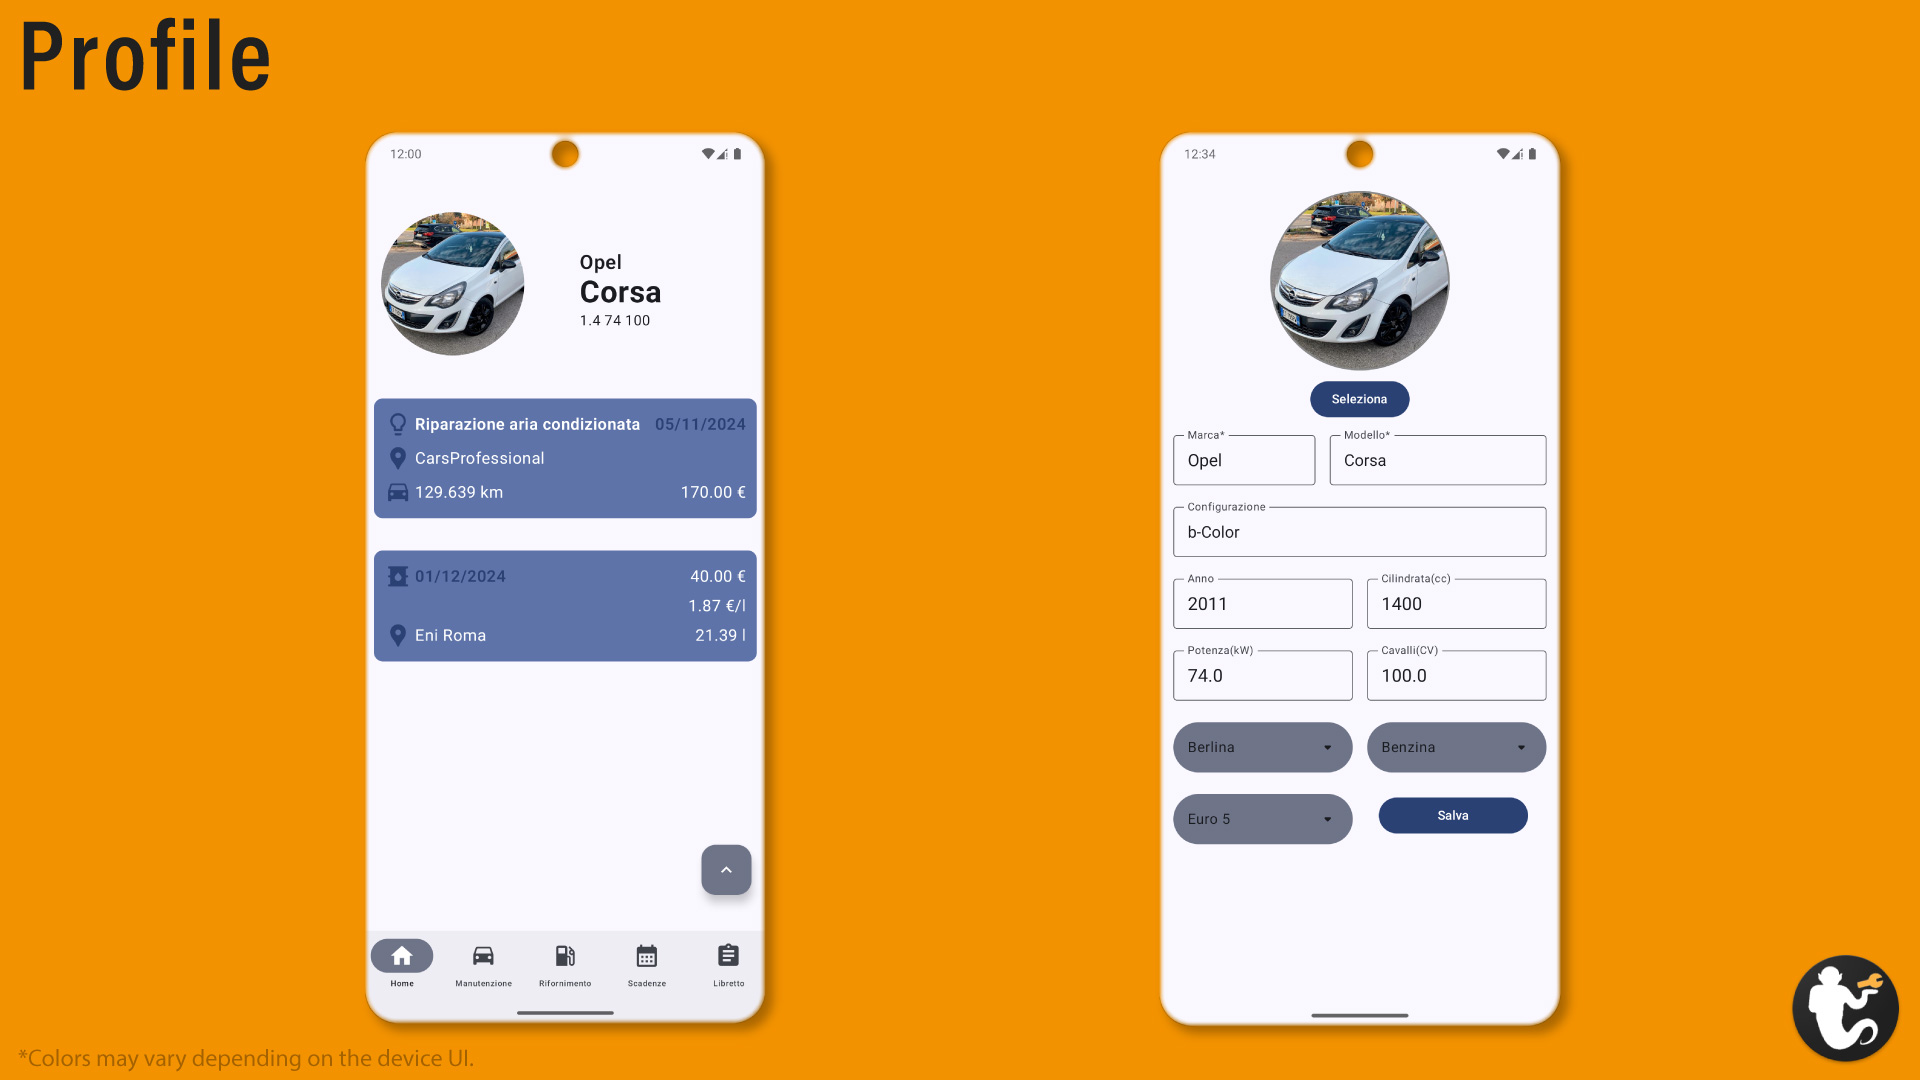 Profile
12:00
Opel
Corsa
1.4 74 100
Riparazione aria condizionata 05/11/2024
CarsProfessional
129.639 km 170.00 €
01/12/2024 40.00 €
1.87 €/l
Eni Roma 21.39 l
Home Manutenzione Rifornimento Scadenze Libretto
12:34
Seleziona
Marca* Modello*
Opel Corsa
Configurazione
b-Color
Anno Cilindrata(cc)
2011 1400
Potenza(kW) Cavalli(CV)
74.0 100.0
Berlina Benzina
Euro 5 Salva
*Colors may vary depending on the device UI.